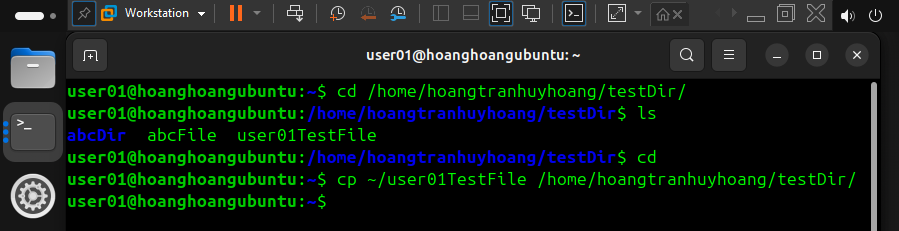 Workstation
user01@hoanghoangubuntu: ~
user01@hoanghoangubuntu:~$ cd /home/hoangtranhuyhoang/testDir/
user01@hoanghoangubuntu:/home/hoangtranhuyhoang/testDir$ ls
abcDir  abcFile  user01TestFile
user01@hoanghoangubuntu:/home/hoangtranhuyhoang/testDir$ cd
user01@hoanghoangubuntu:~$ cp ~/user01TestFile /home/hoangtranhuyhoang/testDir/
user01@hoanghoangubuntu:~$